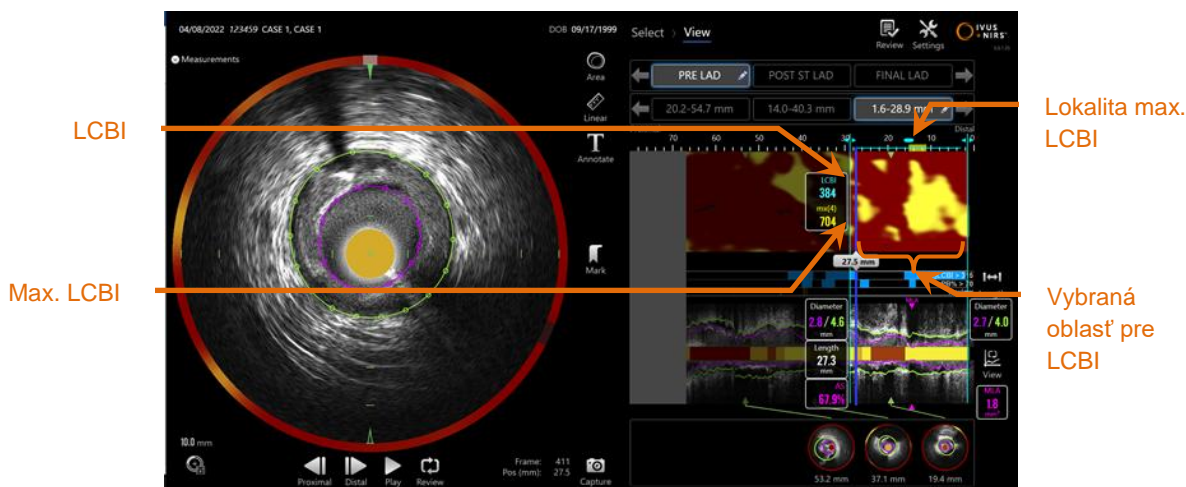 04/08/2022 123459 CASE 1, CASE 1
DOB 09/17/1999
Select > View
Review
Settings
IVUS
+NIRS
Measurements
Area
PRE LAD
POST ST LAD
FINAL LAD
Linear
20.2-54.7 mm
14.0-40.3 mm
1.6-28.9 mm
Lokalita max.
LCBI
LCBI
Distal
70
60
50
40
30
20
10
0
Annotate
LCBI
384
mx(4)
704
Mark
27.5 mm
Max. LCBI
Vybraná
oblasť pre
LCBI
Diameter
2.8 / 4.6
mm
Diameter
2.7 / 4.0
mm
MLA
Length
27.3
mm
View
AS
67.9%
MLA
1.8
mm²
10.0 mm
Proximal
Distal
Play
Review
Frame: 411
Pos (mm): 27.5
Capture
53.2 mm
37.1 mm
19.4 mm